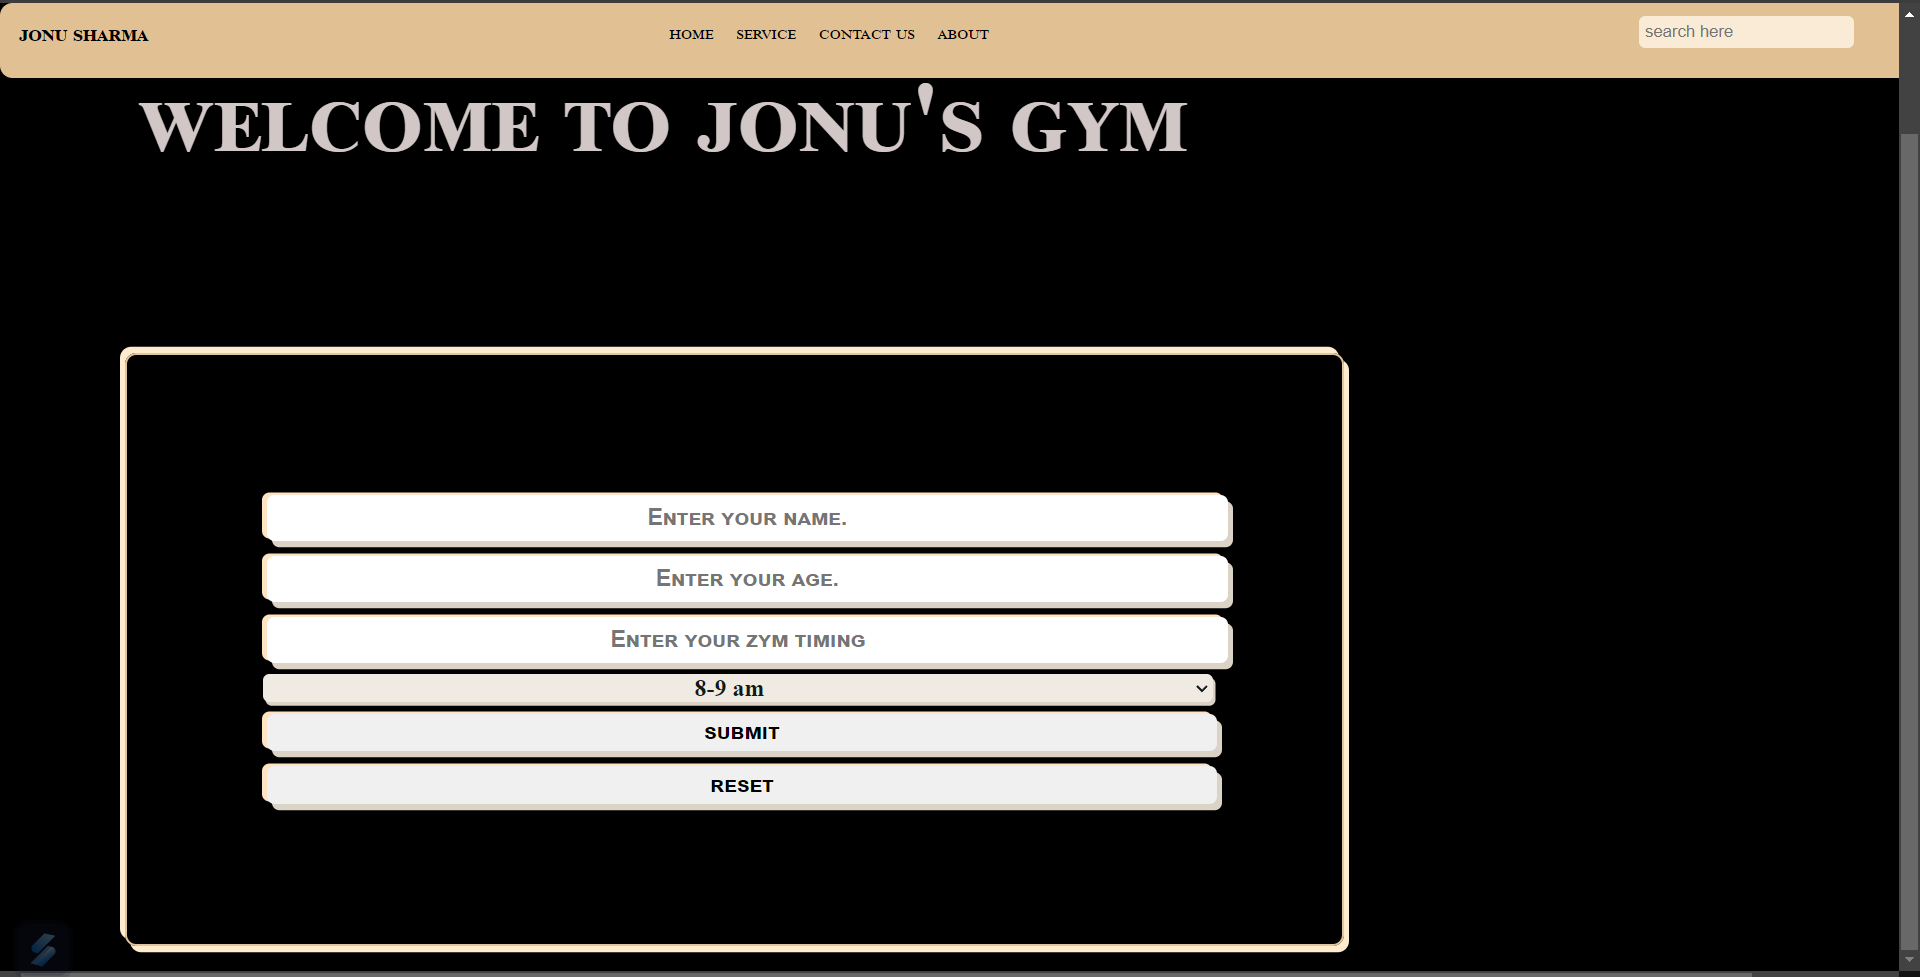 JONU SHARMA HOME SERVICE CONTACT US ABOUT search here
WELCOME TO JONU'S GYM
ENTER YOUR NAME.
ENTER YOUR AGE.
ENTER YOUR ZYM TIMING
8-9 am
SUBMIT
RESET